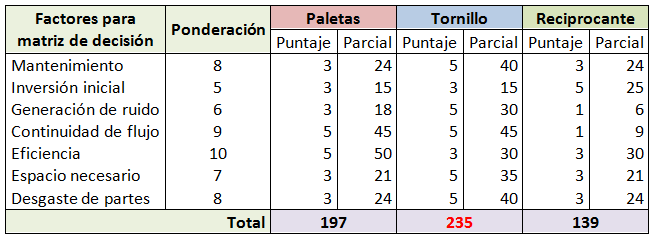 Factores para matriz de decisión Ponderación Paletas Tornillo Reciprocante
Puntaje Parcial Puntaje Parcial Puntaje Parcial
Mantenimiento 8 3 24 5 40 3 24
Inversión inicial 5 3 15 3 15 5 25
Generación de ruido 6 3 18 5 30 1 6
Continuidad de flujo 9 5 45 5 45 1 9
Eficiencia 10 5 50 3 30 3 30
Espacio necesario 7 3 21 5 35 3 21
Desgaste de partes 8 3 24 5 40 3 24
Total 197 235 139